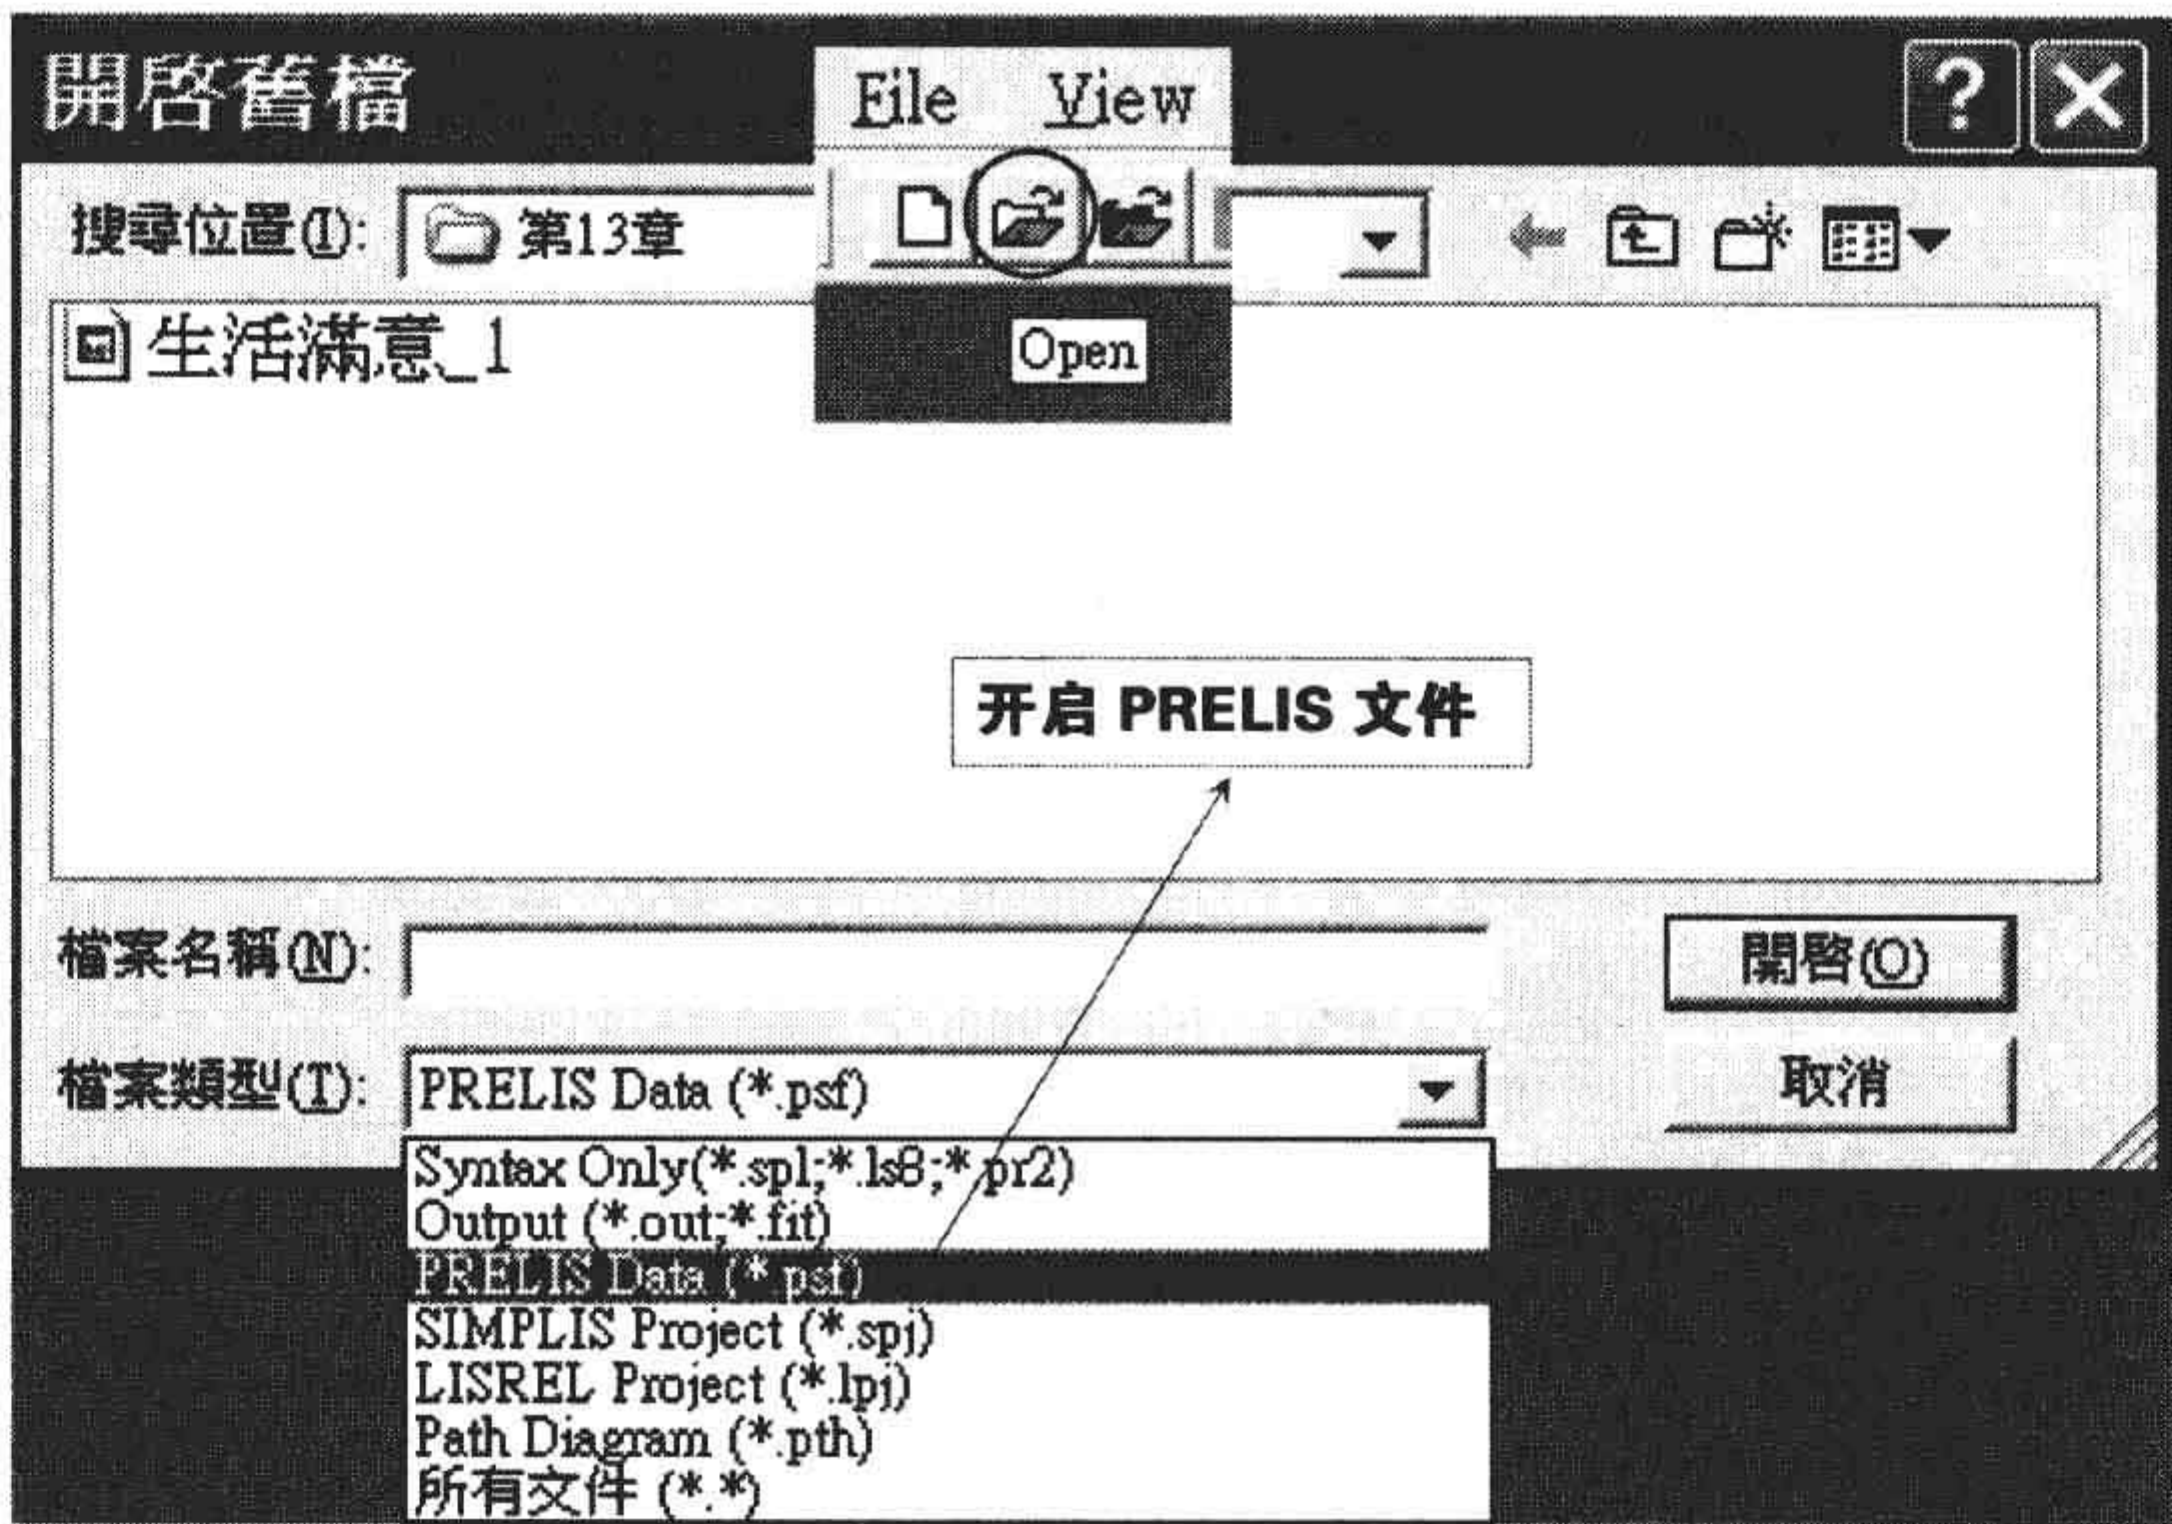 開啓舊檔
File View
搜尋位置(I): 第13章
生活滿意_1
Open
开启 PRELIS 文件
檔案名稱(N):
開啓(O)
檔案類型(T): PRELIS Data (*.psf)
取消
Syntax Only(*.spl;*.ls8;*.pr2)
Output (*.out;*.fit)
PRELIS Data (*.psf)
SIMPLIS Project (*.spj)
LISREL Project (*.lpj)
Path Diagram (*.pth)
所有文件 (*.*)